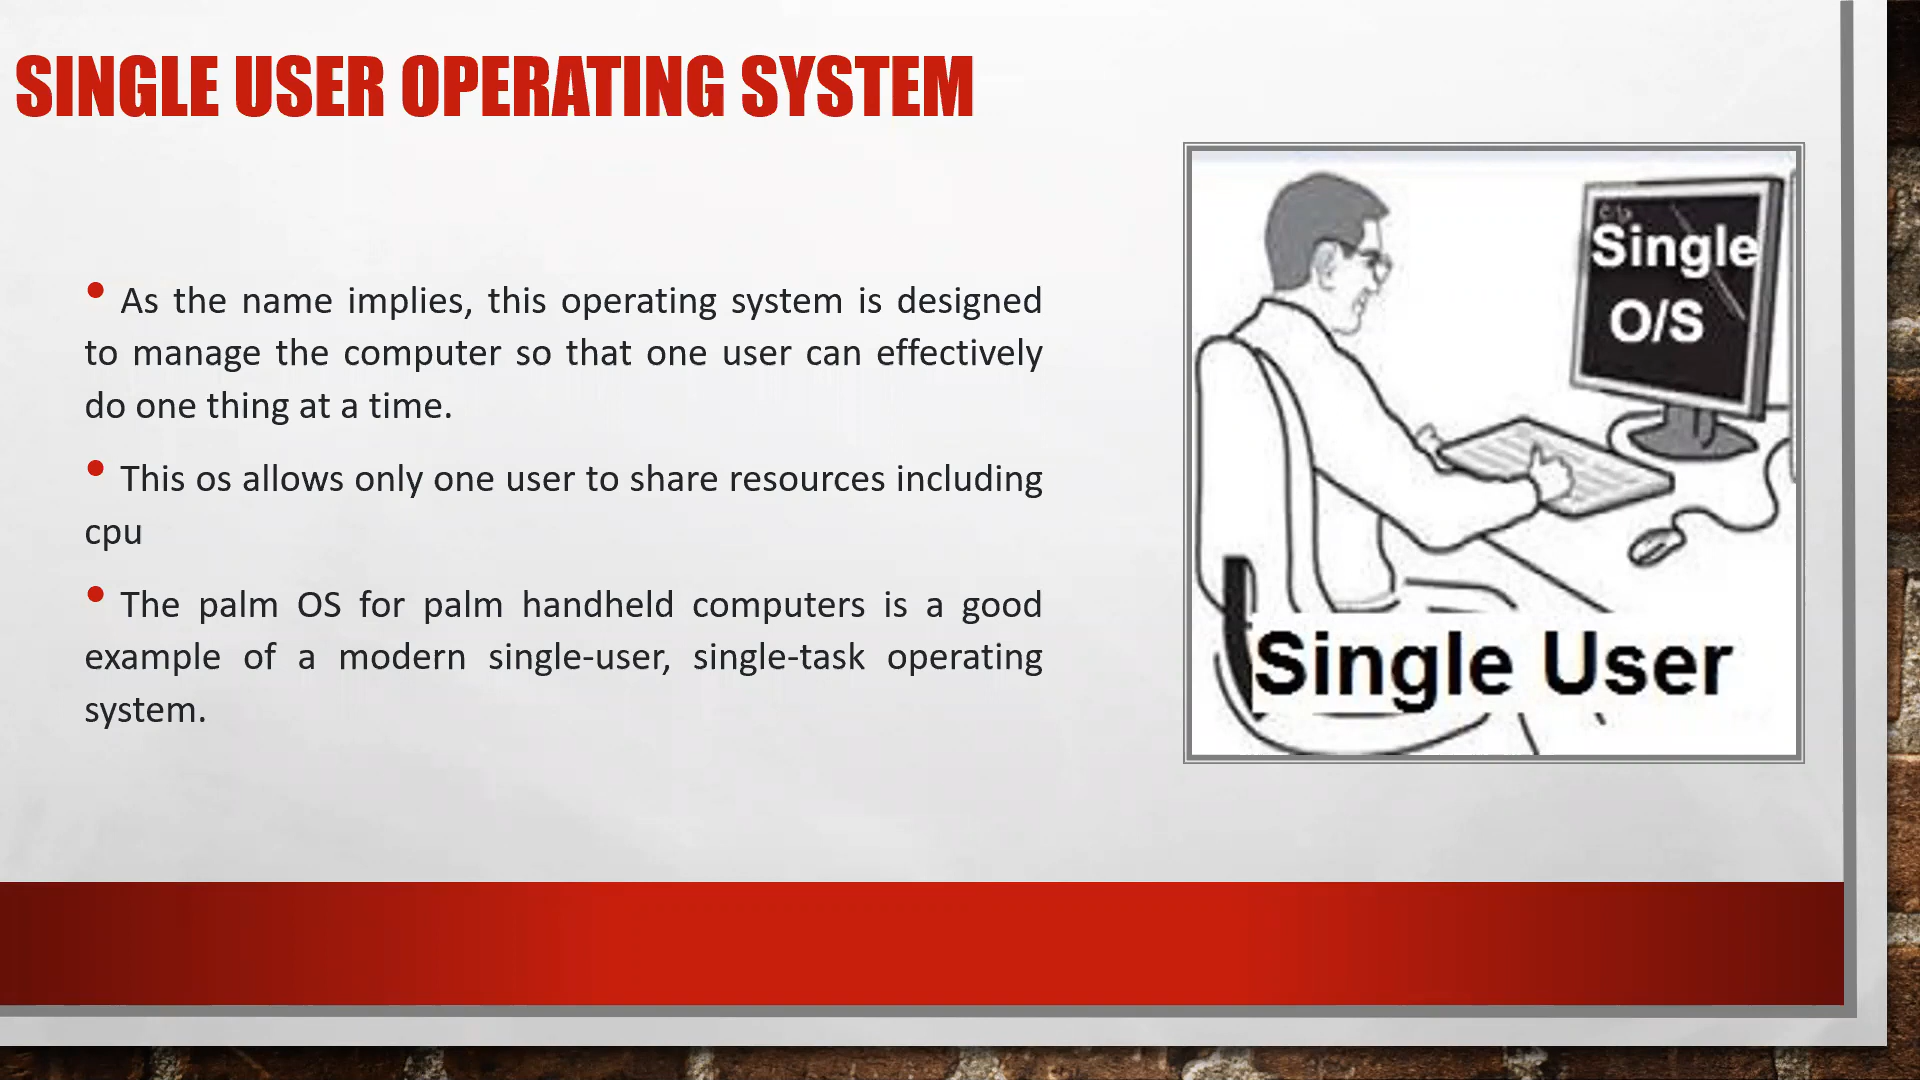 SINGLE USER OPERATING SYSTEM
• As the name implies, this operating system is designed
to manage the computer so that one user can effectively
do one thing at a time.
• This os allows only one user to share resources including
cpu
• The palm OS for palm handheld computers is a good
example of a modern single-user, single-task operating
system.
Single
O/S
Single User